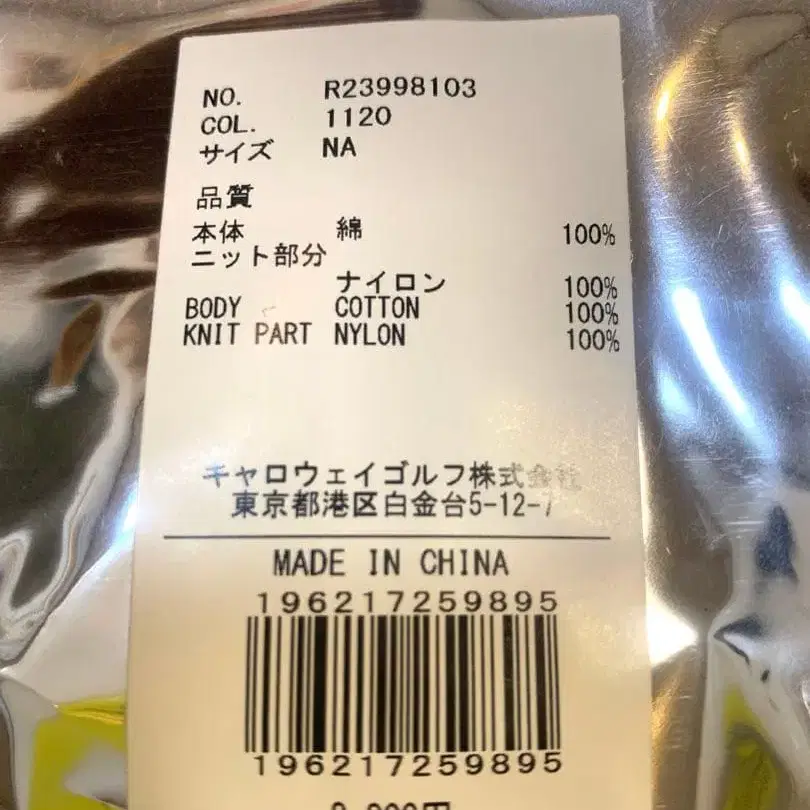 NO. R23998103
COL. 1120
サイズ NA
品質
本体 綿 100%
ニット部分
ナイロン 100%
BODY COTTON 100%
KNIT PART NYLON 100%
キャロウェイゴルフ株式会社
東京都港区白金台5-12-7
MADE IN CHINA
196217259895
196217259895